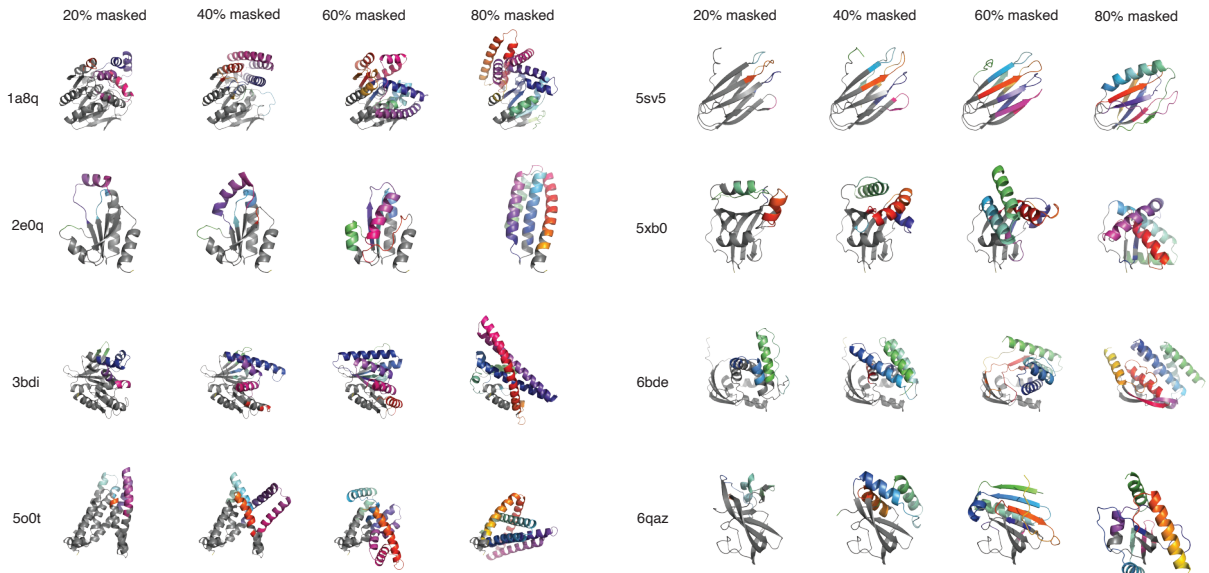 20% masked 40% masked 60% masked 80% masked 20% masked 40% masked 60% masked 80% masked
1a8q 5sv5
2e0q 5xb0
3bdi 6bde
5o0t 6qaz